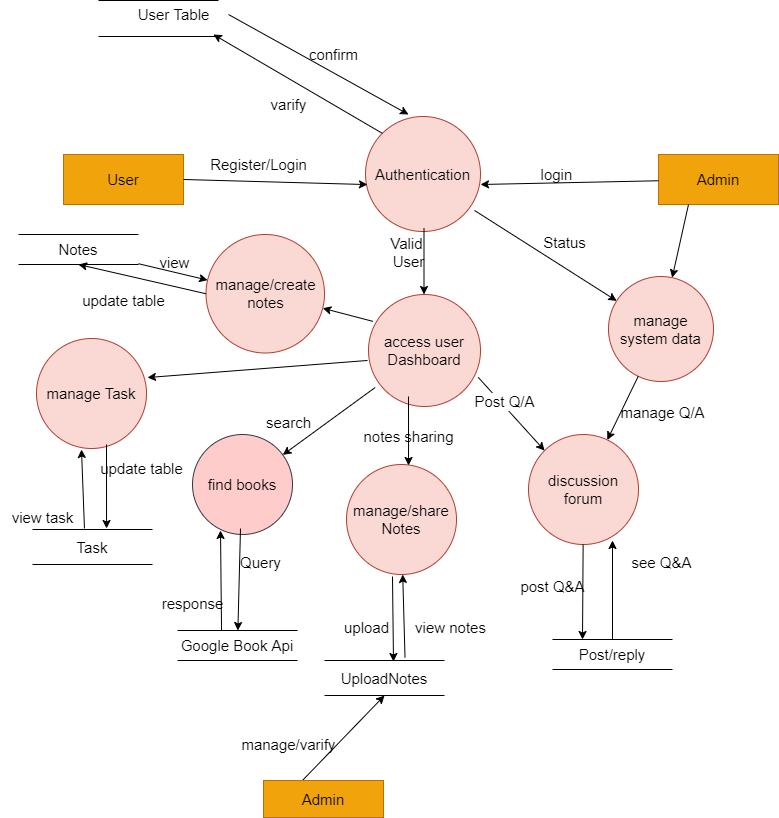 User Table
confirm
varify
User
Register/Login
Authentication
login
Admin
Valid
User
Status
Notes
view
update table
manage/create
notes
access user
Dashboard
manage
system data
manage Task
search
notes sharing
Post Q/A
manage Q/A
update table
view task
Task
find books
manage/share
Notes
discussion
forum
Query
response
Google Book Api
upload
view notes
post Q&A
see Q&A
Post/reply
UploadNotes
manage/varify
Admin